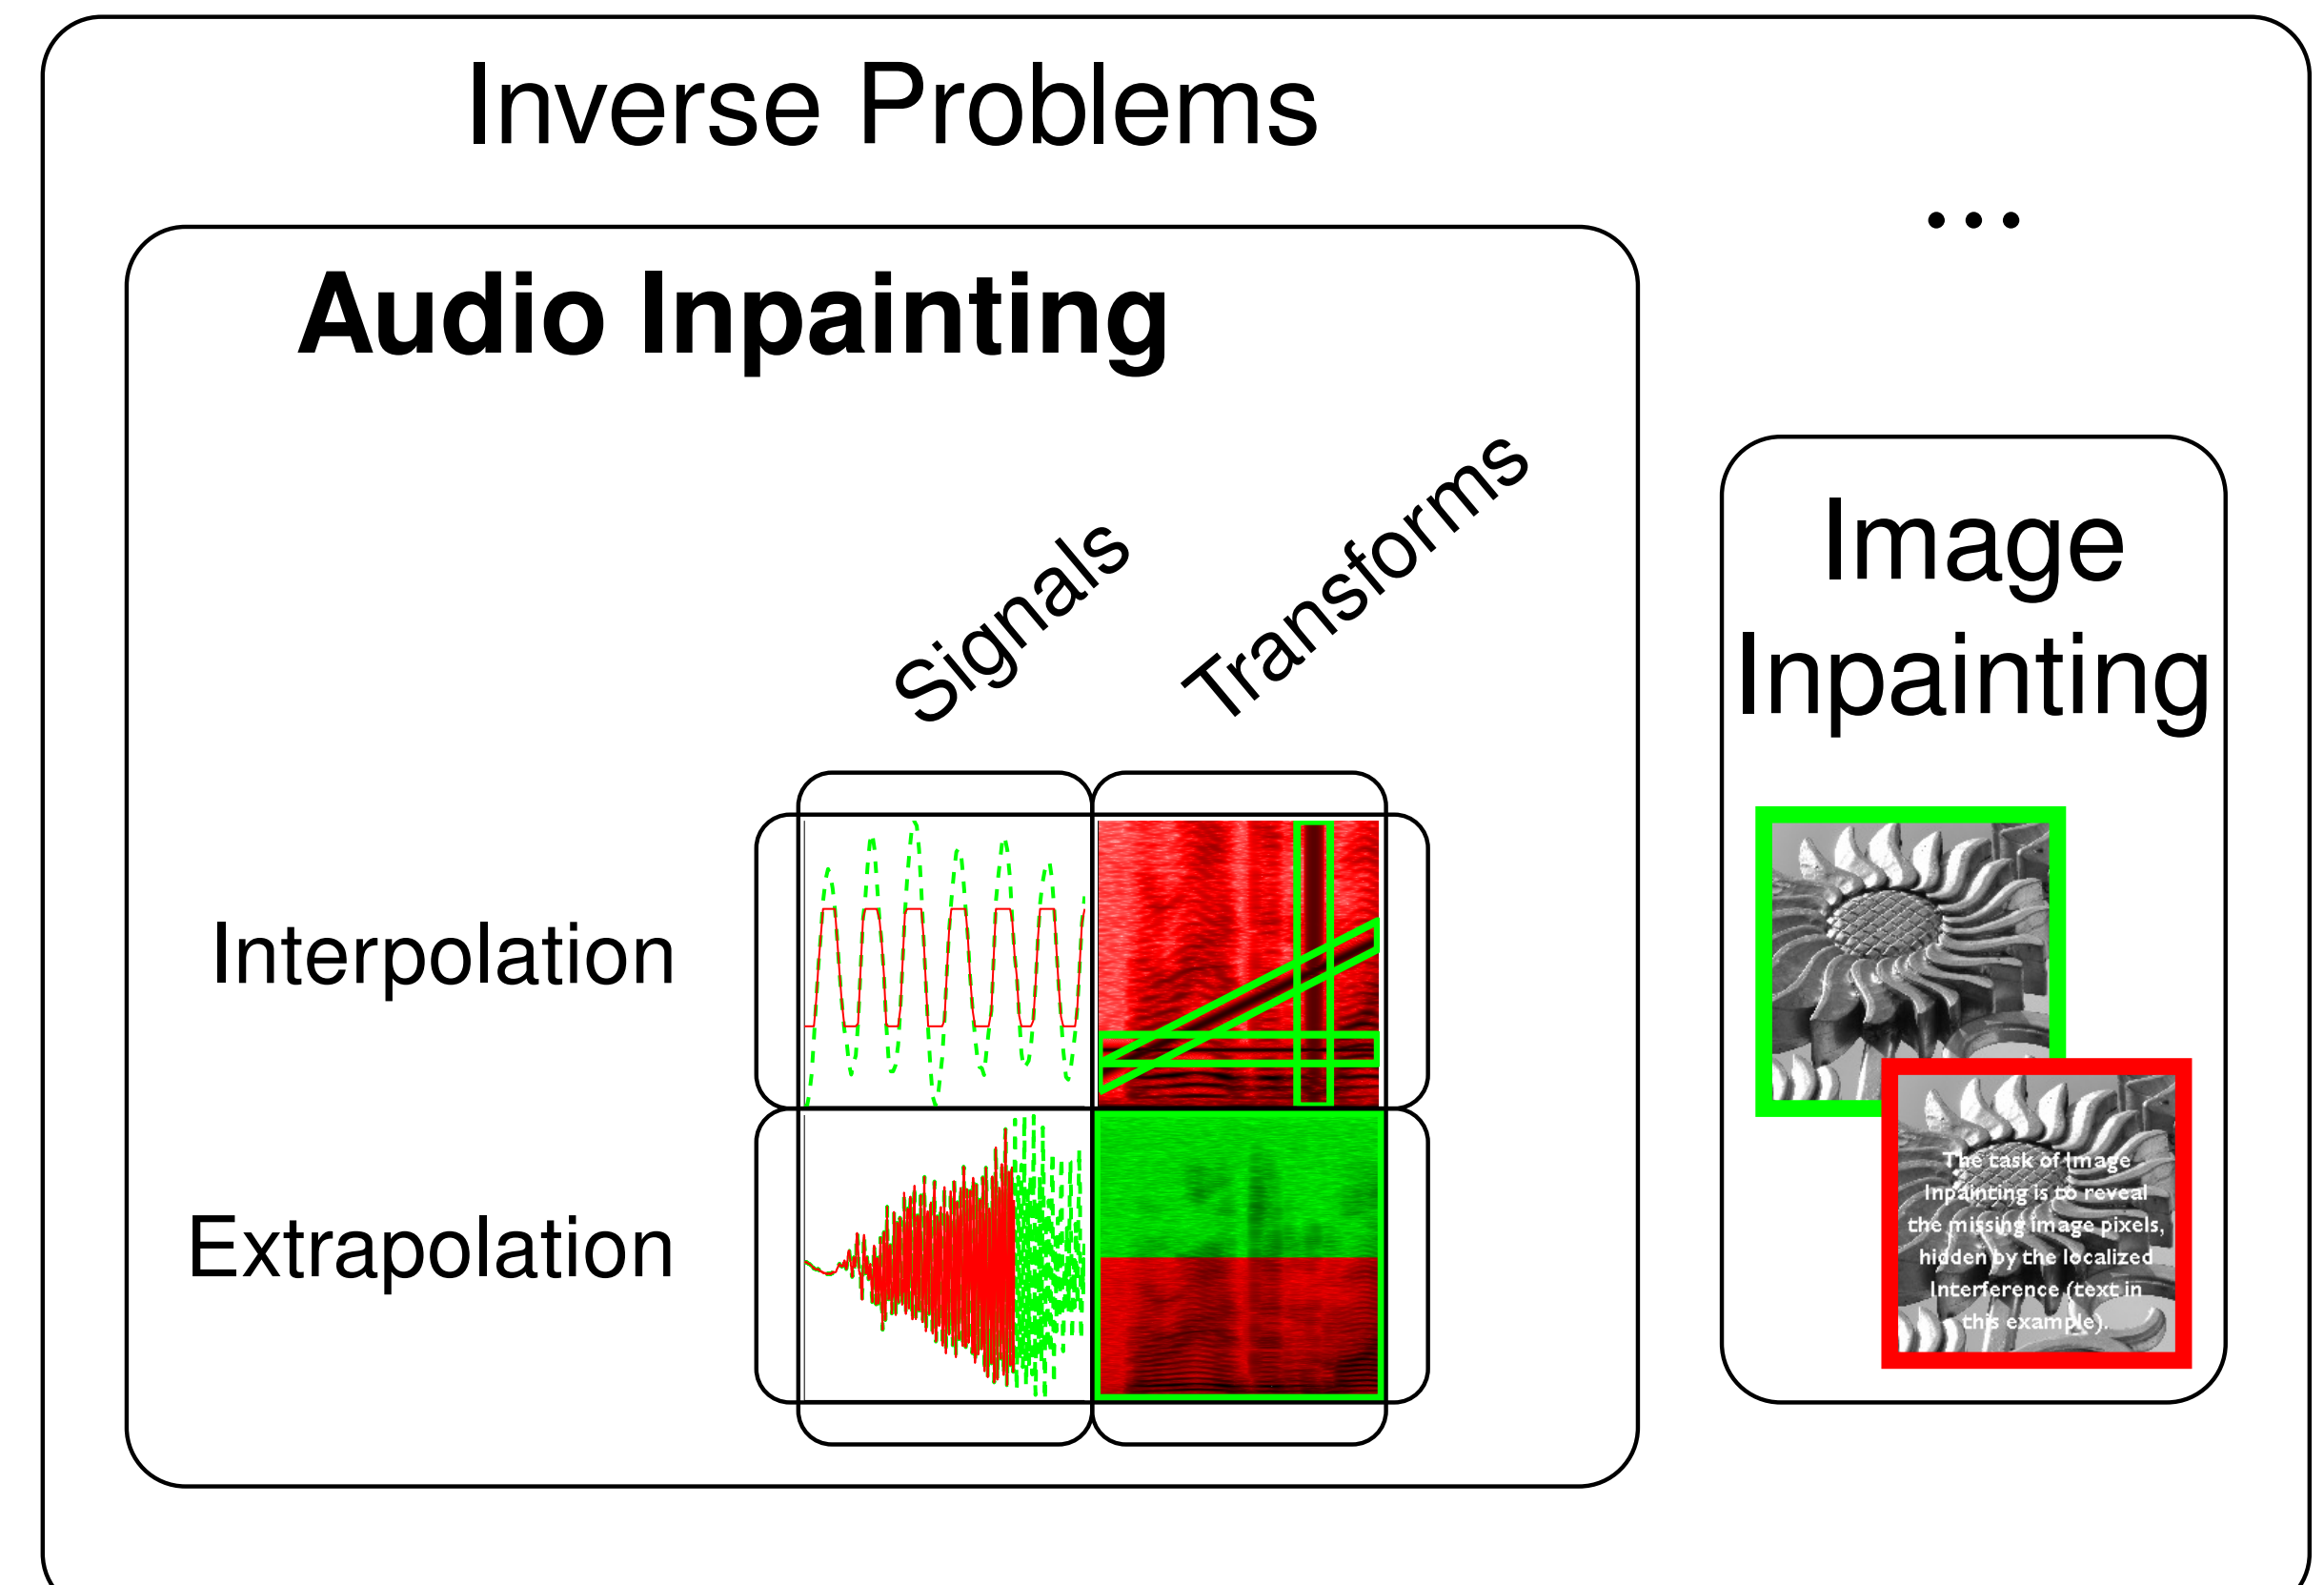 Inverse Problems
...
Audio Inpainting
Signals
Transforms
Interpolation
Extrapolation
Image
Inpainting
The task of Image
Inpainting is to reveal
the missing image pixels,
hidden by the localized
Interference (text in
this example).